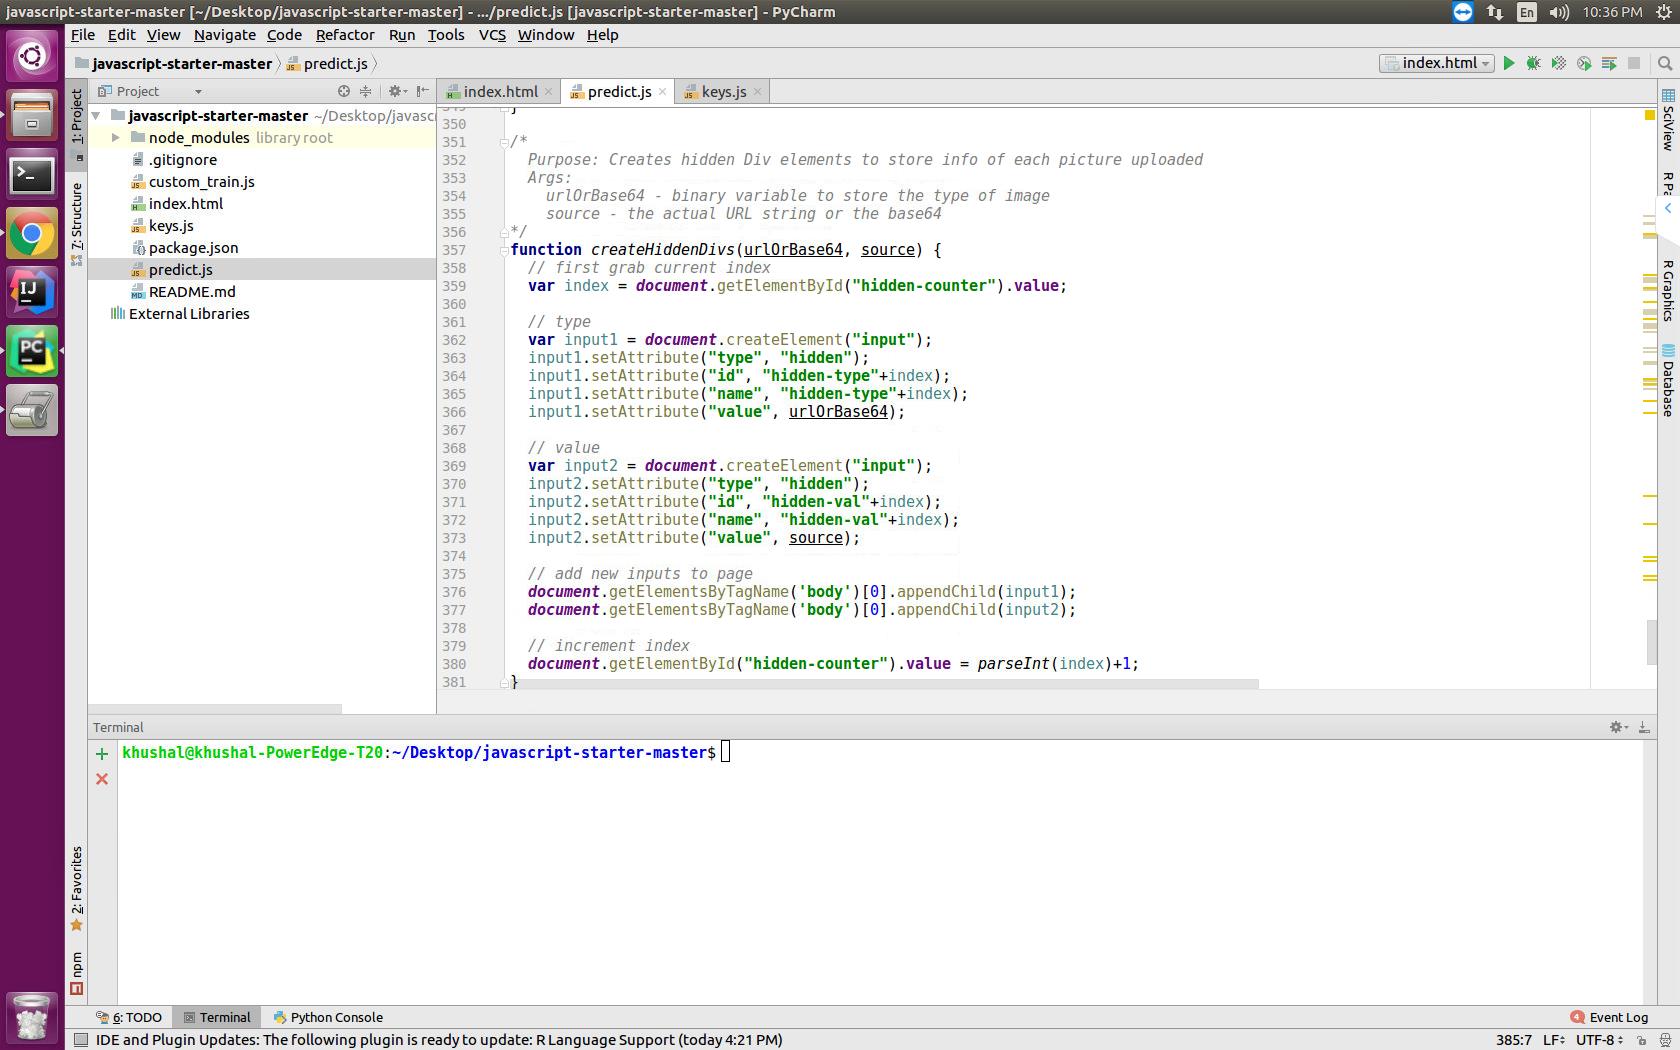 javascript-starter-master [~/Desktop/javascript-starter-master] - .../predict.js [javascript-starter-master] - PyCharm
En
10:36 PM
File Edit View Navigate Code Refactor Run Tools VCS Window Help
javascript-starter-master predict.js
index.html
Project
index.html predict.js keys.js
1: Project
7: Structure
2: Favorites
npm
javascript-starter-master ~/Desktop/javasc
node_modules library root
.gitignore
custom_train.js
index.html
keys.js
package.json
predict.js
README.md
External Libraries
350
351 /*
352 Purpose: Creates hidden Div elements to store info of each picture uploaded
353 Args:
354 urlOrBase64 - binary variable to store the type of image
355 source - the actual URL string or the base64
356 */
357 function createHiddenDivs(urlOrBase64, source) {
358 // first grab current index
359 var index = document.getElementById("hidden-counter").value;
360
361 // type
362 var input1 = document.createElement("input");
363 input1.setAttribute("type", "hidden");
364 input1.setAttribute("id", "hidden-type"+index);
365 input1.setAttribute("name", "hidden-type"+index);
366 input1.setAttribute("value", urlOrBase64);
367
368 // value
369 var input2 = document.createElement("input");
370 input2.setAttribute("type", "hidden");
371 input2.setAttribute("id", "hidden-val"+index);
372 input2.setAttribute("name", "hidden-val"+index);
373 input2.setAttribute("value", source);
374
375 // add new inputs to page
376 document.getElementsByTagName('body')[0].appendChild(input1);
377 document.getElementsByTagName('body')[0].appendChild(input2);
378
379 // increment index
380 document.getElementById("hidden-counter").value = parseInt(index)+1;
381 }
SciView
R Pa
R Graphics
Database
Terminal
khushal@khushal-PowerEdge-T20:~/Desktop/javascript-starter-master$
6: TODO Terminal Python Console
4 Event Log
IDE and Plugin Updates: The following plugin is ready to update: R Language Support (today 4:21 PM)
385:7 LF UTF-8